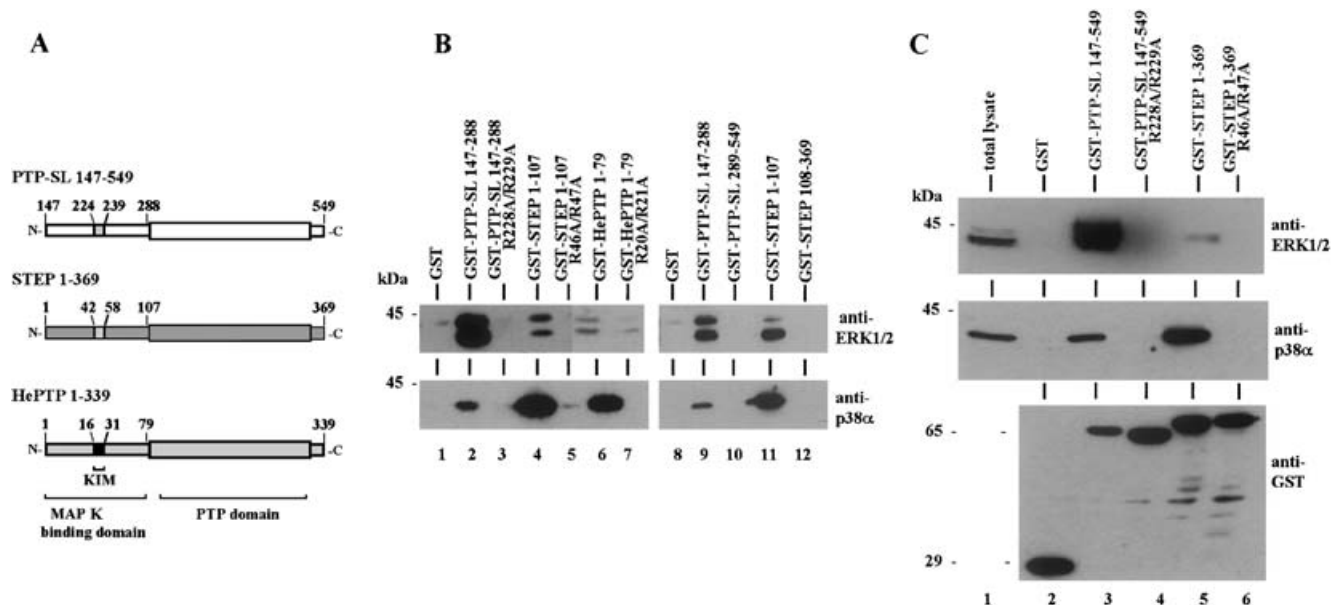 A
PTP-SL 147-549
147 224 239 288 549
N- -C
STEP 1-369
1 42 58 107 369
N- -C
HePTP 1-339
1 16 31 79 339
N- -C
KIM
MAP K
binding domain
PTP domain
B
GST
GST-PTP-SL 147-288
GST-PTP-SL 147-288
R228A/R229A
GST-STEP 1-107
GST-STEP 1-107
R46A/R47A
GST-HePTP 1-79
GST-HePTP 1-79
R20A/R21A
GST
GST-PTP-SL 147-288
GST-PTP-SL 289-549
GST-STEP 1-107
GST-STEP 108-369
kDa
45 -
anti-
ERK1/2
45 -
anti-
p38α
1 2 3 4 5 6 7 8 9 10 11 12
C
total lysate
GST
GST-PTP-SL 147-549
GST-PTP-SL 147-549
R228A/R229A
GST-STEP 1-369
GST-STEP 1-369
R46A/R47A
kDa
45 -
anti-
ERK1/2
45 -
anti-
p38α
65 - -
anti-
GST
29 - -
1 2 3 4 5 6